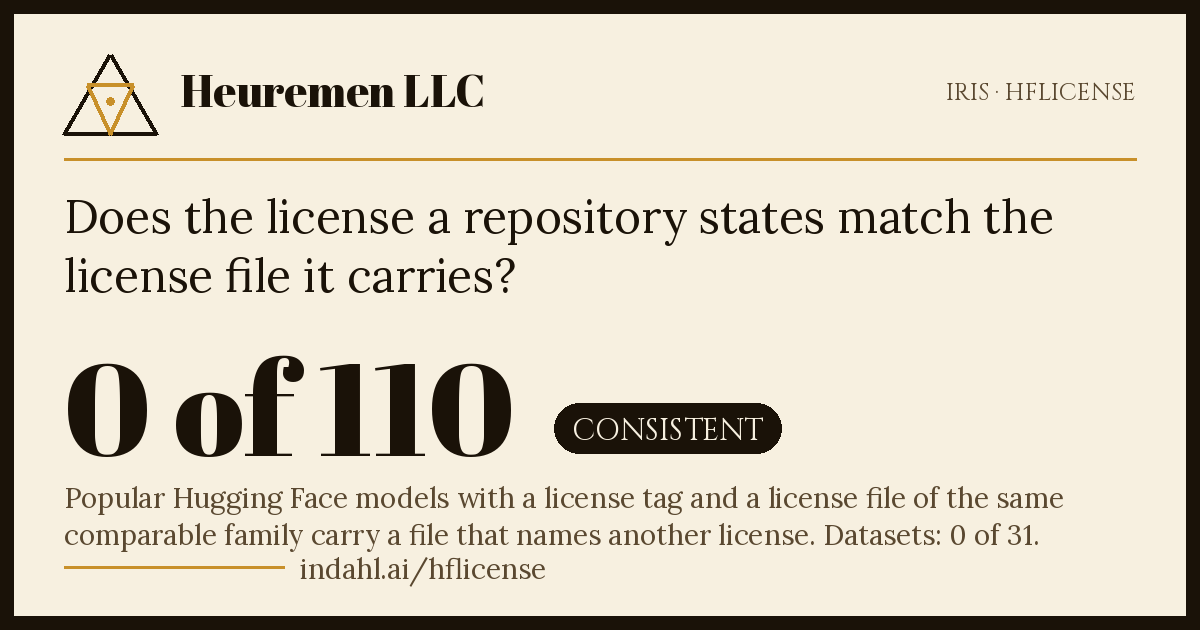 Heuremen LLC
IRIS · HFLICENSE
Does the license a repository states match the
license file it carries?
0 of 110
CONSISTENT
Popular Hugging Face models with a license tag and a license file of the same
comparable family carry a file that names another license. Datasets: 0 of 31.
indahl.ai/hflicense